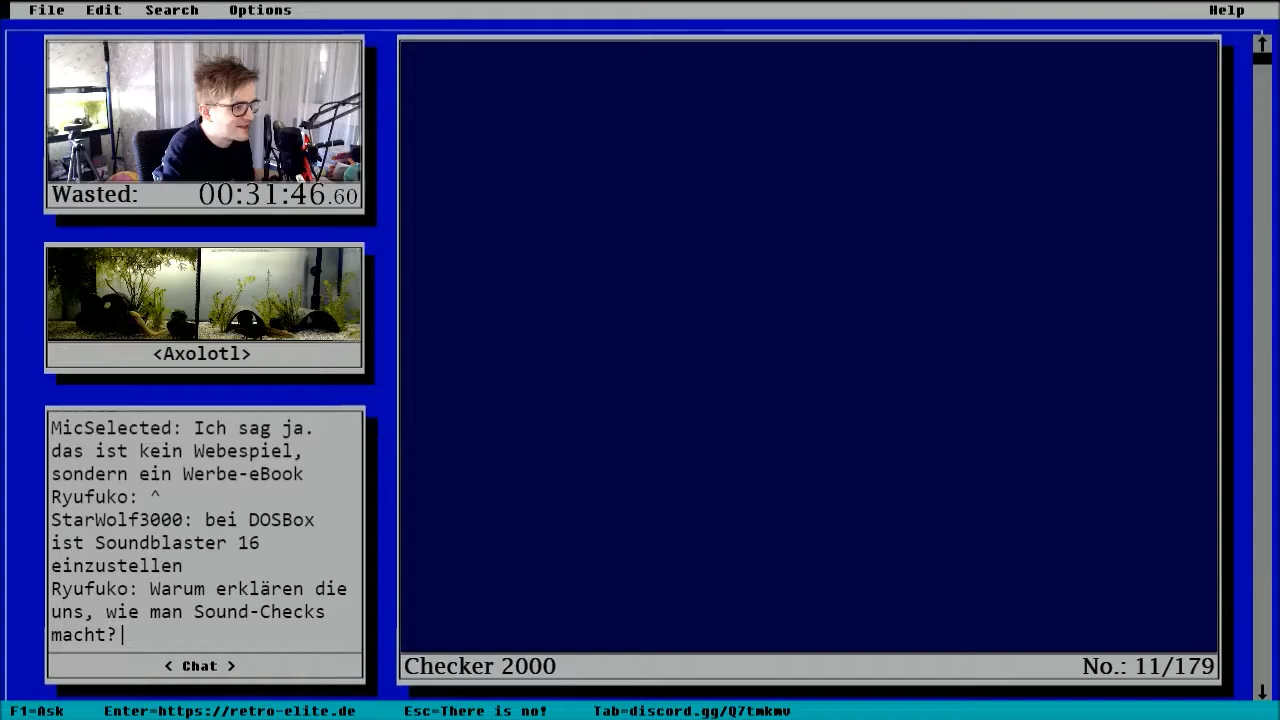 File Edit Search Options Help
Wasted: 00:31:46.60
<Axolotl>
MicSelected: Ich sag ja.
das ist kein Webespiel,
sondern ein Werbe-eBook
Ryufuko: ^
StarWolf3000: bei DOSBox
ist Soundblaster 16
einzustellen
Ryufuko: Warum erklären die
uns, wie man Sound-Checks
macht?|
< Chat >
Checker 2000 No.: 11/179
F1=Ask Enter=https://retro-elite.de Esc=There is no! Tab=discord.gg/Q7tmkmv